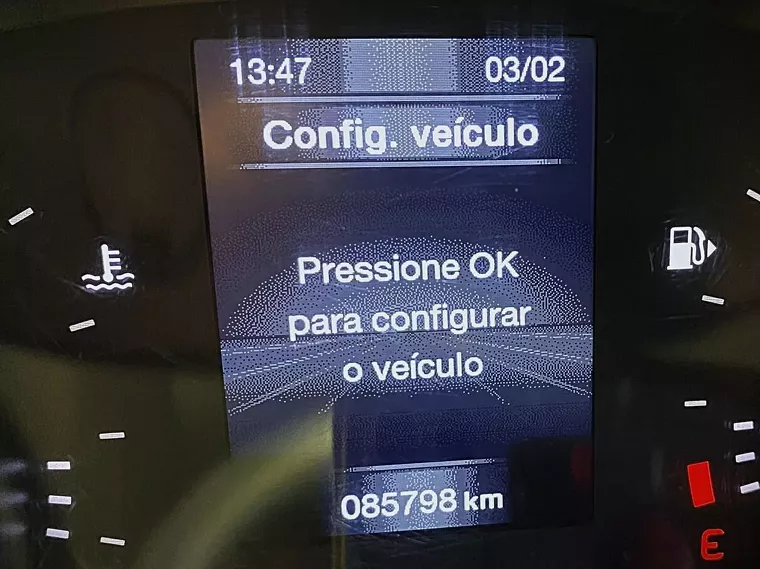 13:47 03/02
Config. veículo
Pressione OK
para configurar
o veículo
085798 km
E